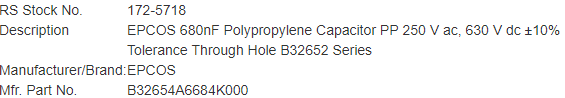 RS Stock No. 172-5718
Description EPCOS 680nF Polypropylene Capacitor PP 250 V ac, 630 V dc ±10%
Tolerance Through Hole B32652 Series
Manufacturer/Brand:EPCOS
Mfr. Part No. B32654A6684K000